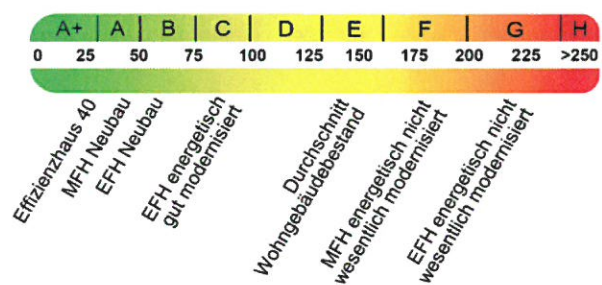 A+ A B C D E F G H
0 25 50 75 100 125 150 175 200 225 >250
Effizienzhaus 40
MFH Neubau
EFH Neubau
EFH energetisch
gut modernisiert
Durchschnitt
Wohngebäudebestand
MFH energetisch nicht
wesentlich modernisiert
EFH energetisch nicht
wesentlich modernisiert